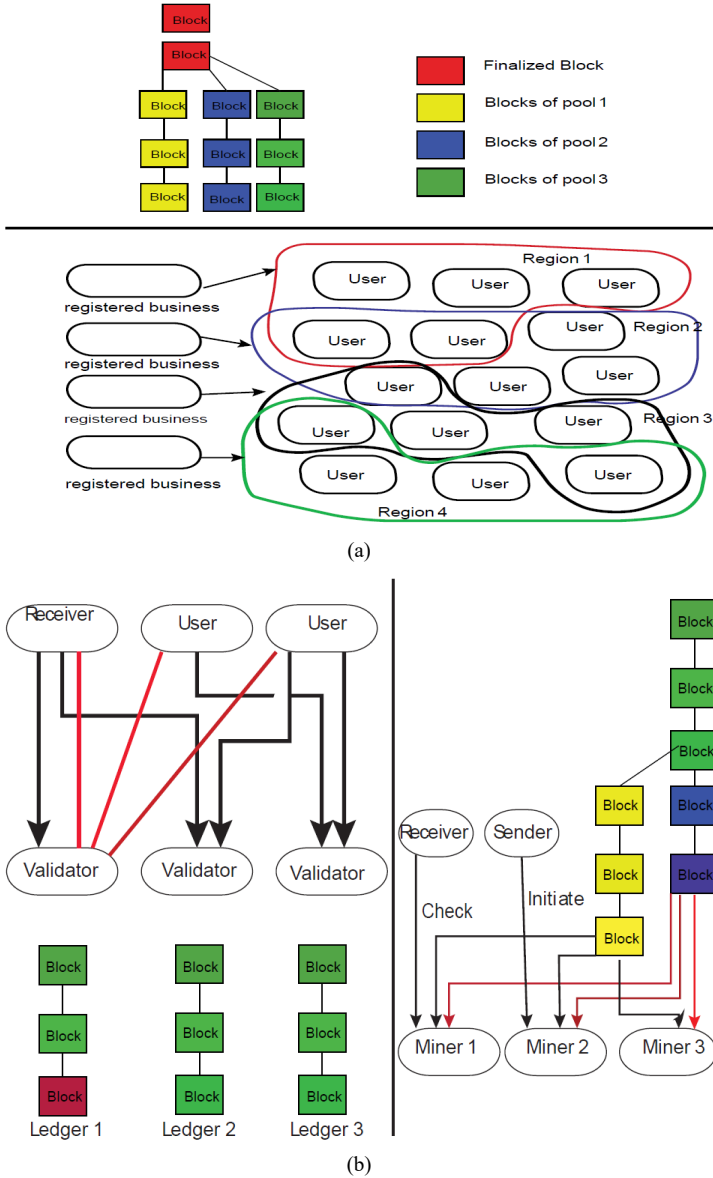 Block
Block
Block Block Block
Block Block Block
Block Block Block
Finalized Block
Blocks of pool 1
Blocks of pool 2
Blocks of pool 3
registered business
registered business
registered business
registered business
Region 1
User User User
User User User
Region 2
User User User
Region 3
User User User
User User User
Region 4
(a)
Receiver User User
Validator Validator Validator
Block Block Block
Block Block Block
Block Block Block
Ledger 1 Ledger 2 Ledger 3
Block
Block
Block
Block Block
Block Block
Block
Receiver Sender
Check Initiate
Miner 1 Miner 2 Miner 3
(b)